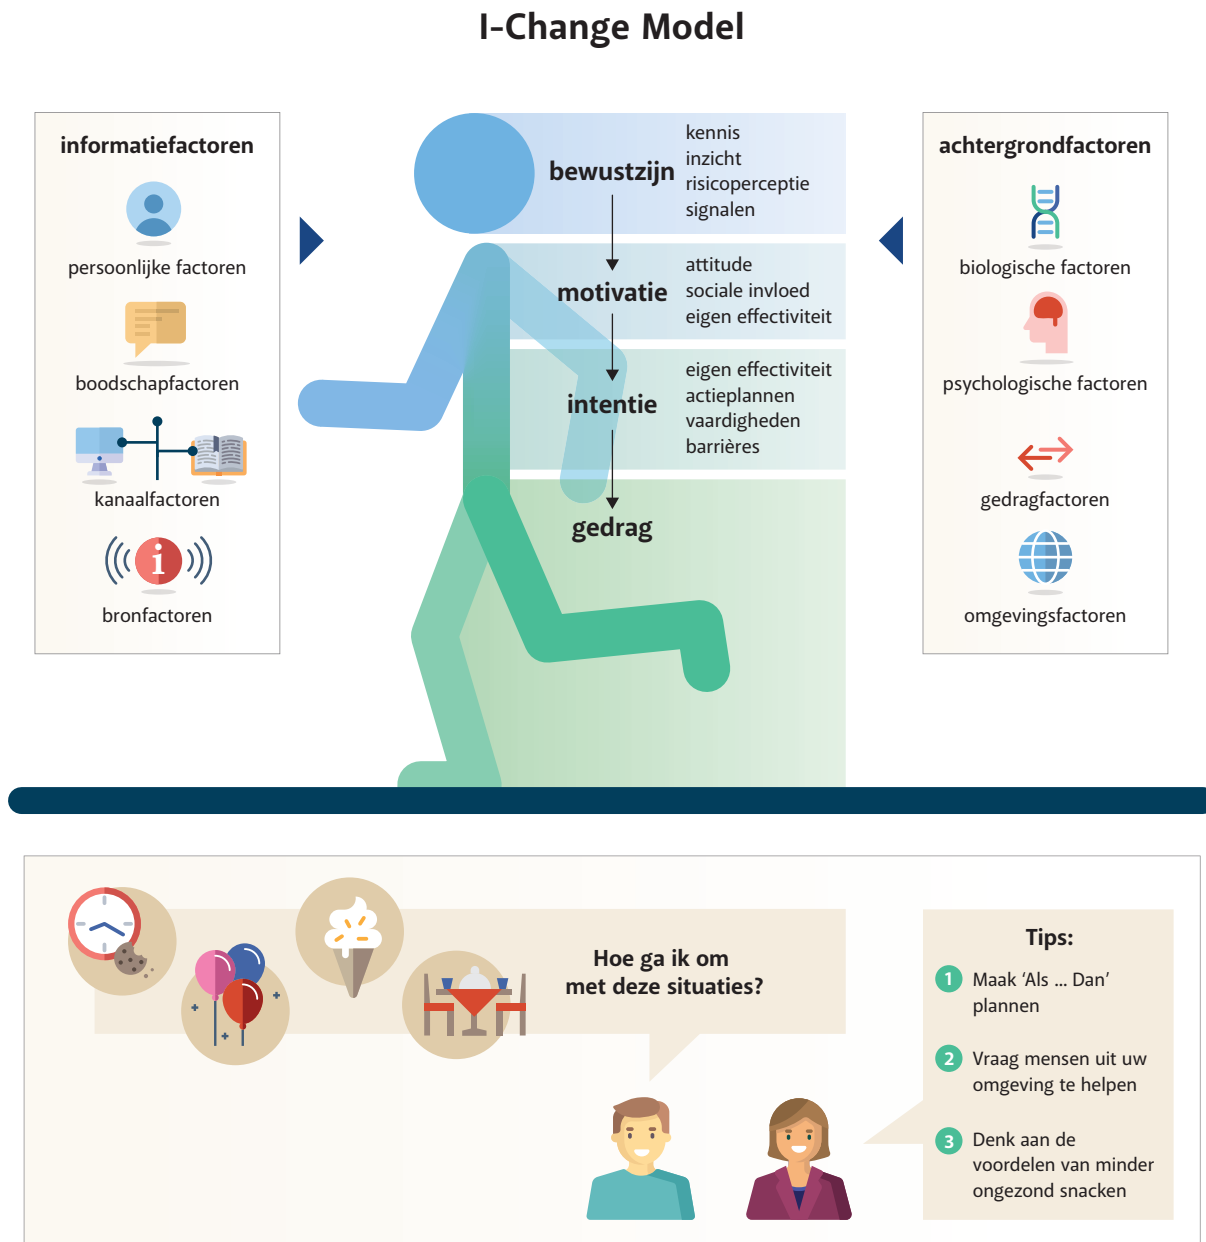 I-Change Model
informatiefactoren
persoonlijke factoren
boodschapfactoren
kanaalfactoren
i
bronfactoren
bewustzijn
kennis
inzicht
risicoperceptie
signalen
motivatie
attitude
sociale invloed
eigen effectiviteit
intentie
eigen effectiviteit
actieplannen
vaardigheden
barrières
gedrag
achtergrondfactoren
biologische factoren
psychologische factoren
gedragfactoren
omgevingsfactoren
Hoe ga ik om
met deze situaties?
Tips:
1 Maak ‘Als ... Dan’
plannen
2 Vraag mensen uit uw
omgeving te helpen
3 Denk aan de
voordelen van minder
ongezond snacken